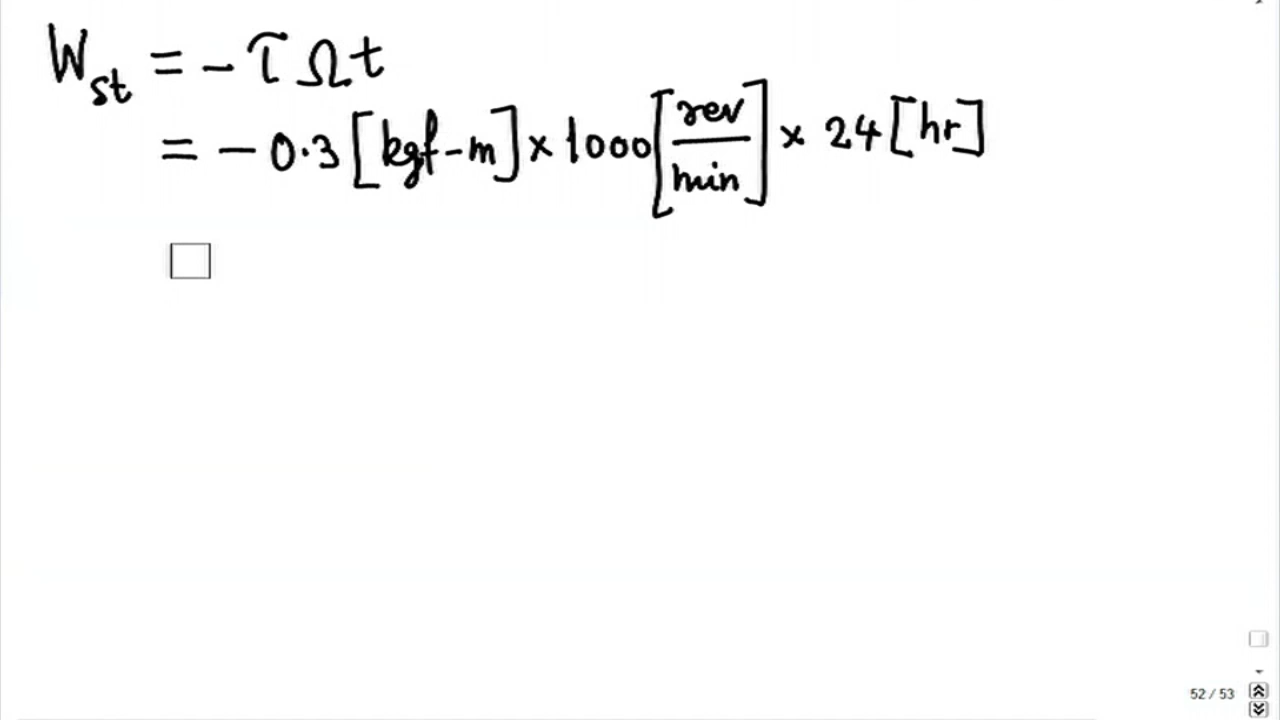 W_st = - τ Ω t
= - 0.3 [kgf-m] × 1000 [rev/min] × 24 [hr]
52 / 53